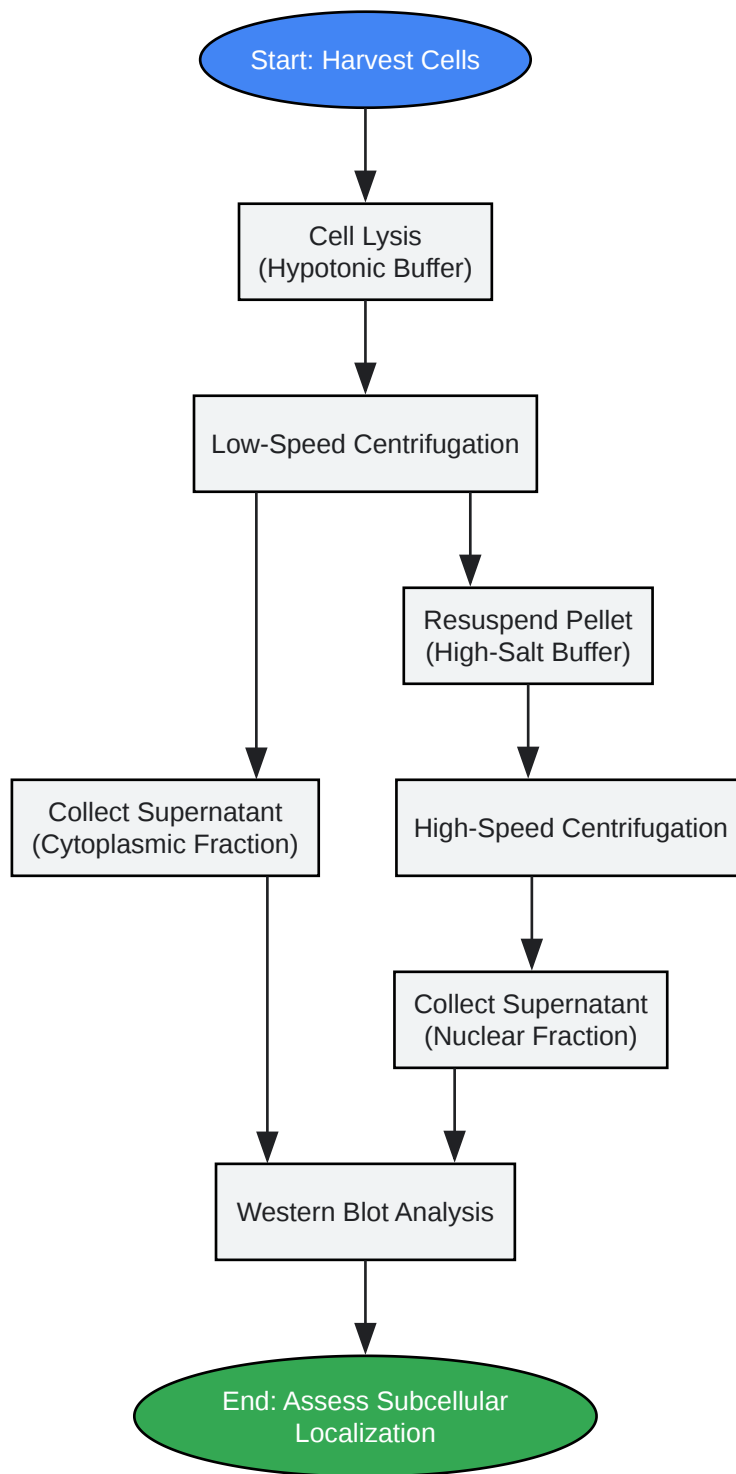 Start: Harvest Cells
Cell Lysis
(Hypotonic Buffer)
Low-Speed Centrifugation
Resuspend Pellet
(High-Salt Buffer)
Collect Supernatant
(Cytoplasmic Fraction)
High-Speed Centrifugation
Collect Supernatant
(Nuclear Fraction)
Western Blot Analysis
End: Assess Subcellular
Localization